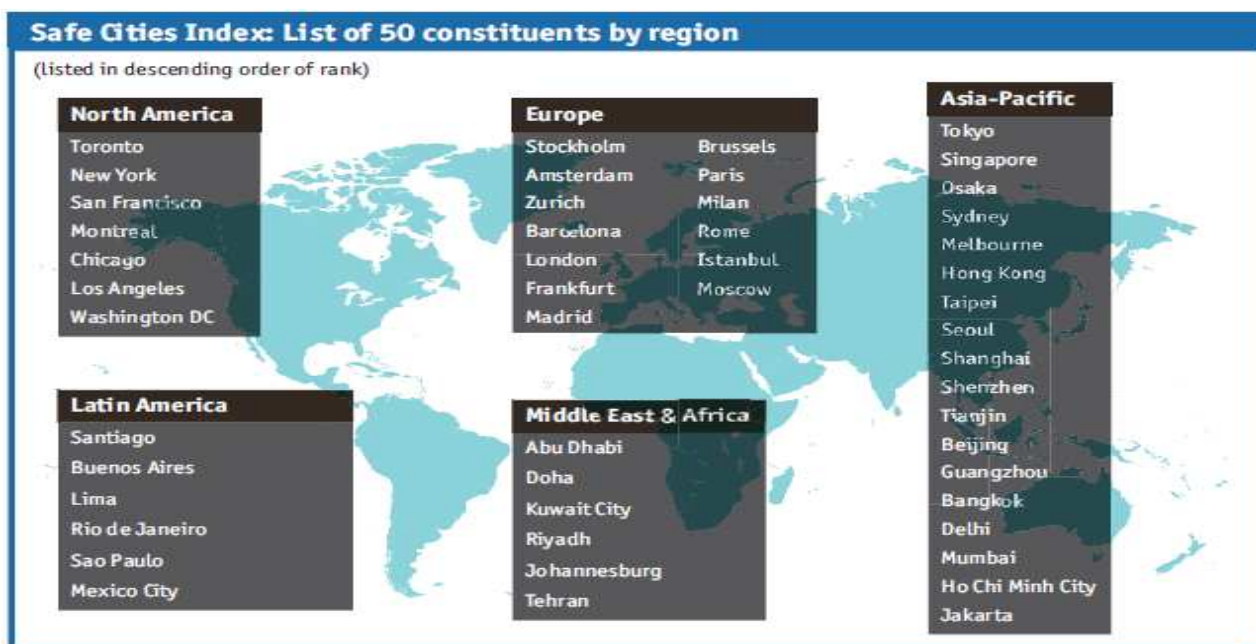 Safe Cities Index: List of 50 constituents by region
(listed in descending order of rank)
North America
Toronto
New York
San Francisco
Montreal
Chicago
Los Angeles
Washington DC
Europe
Stockholm
Amsterdam
Zurich
Barcelona
London
Frankfurt
Madrid
Brussels
Paris
Milan
Rome
Istanbul
Moscow
Asia-Pacific
Tokyo
Singapore
Osaka
Sydney
Melbourne
Hong Kong
Taipei
Seoul
Shanghai
Shenzhen
Tianjin
Beijing
Guangzhou
Bangkok
Delhi
Mumbai
Ho Chi Minh City
Jakarta
Latin America
Santiago
Buenos Aires
Lima
Rio de Janeiro
Sao Paulo
Mexico City
Middle East & Africa
Abu Dhabi
Doha
Kuwait City
Riyadh
Johannesburg
Tehran